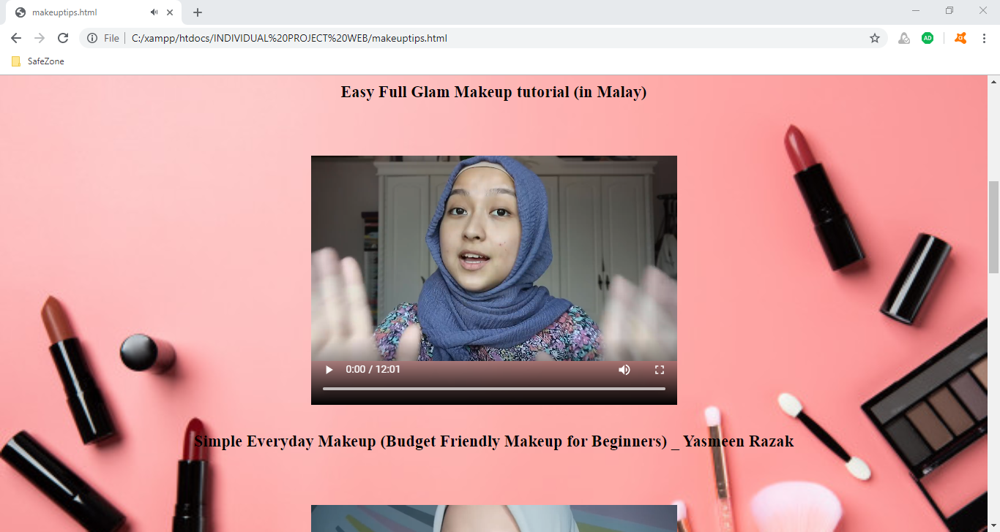 makeuptips.html
File
C:/xampp/htdocs/INDIVIDUAL%20PROJECT%20WEB/makeuptips.html
AD
SafeZone
Easy Full Glam Makeup tutorial (in Malay)
0:00 / 12:01
Simple Everyday Makeup (Budget Friendly Makeup for Beginners) _ Yasmeen Razak